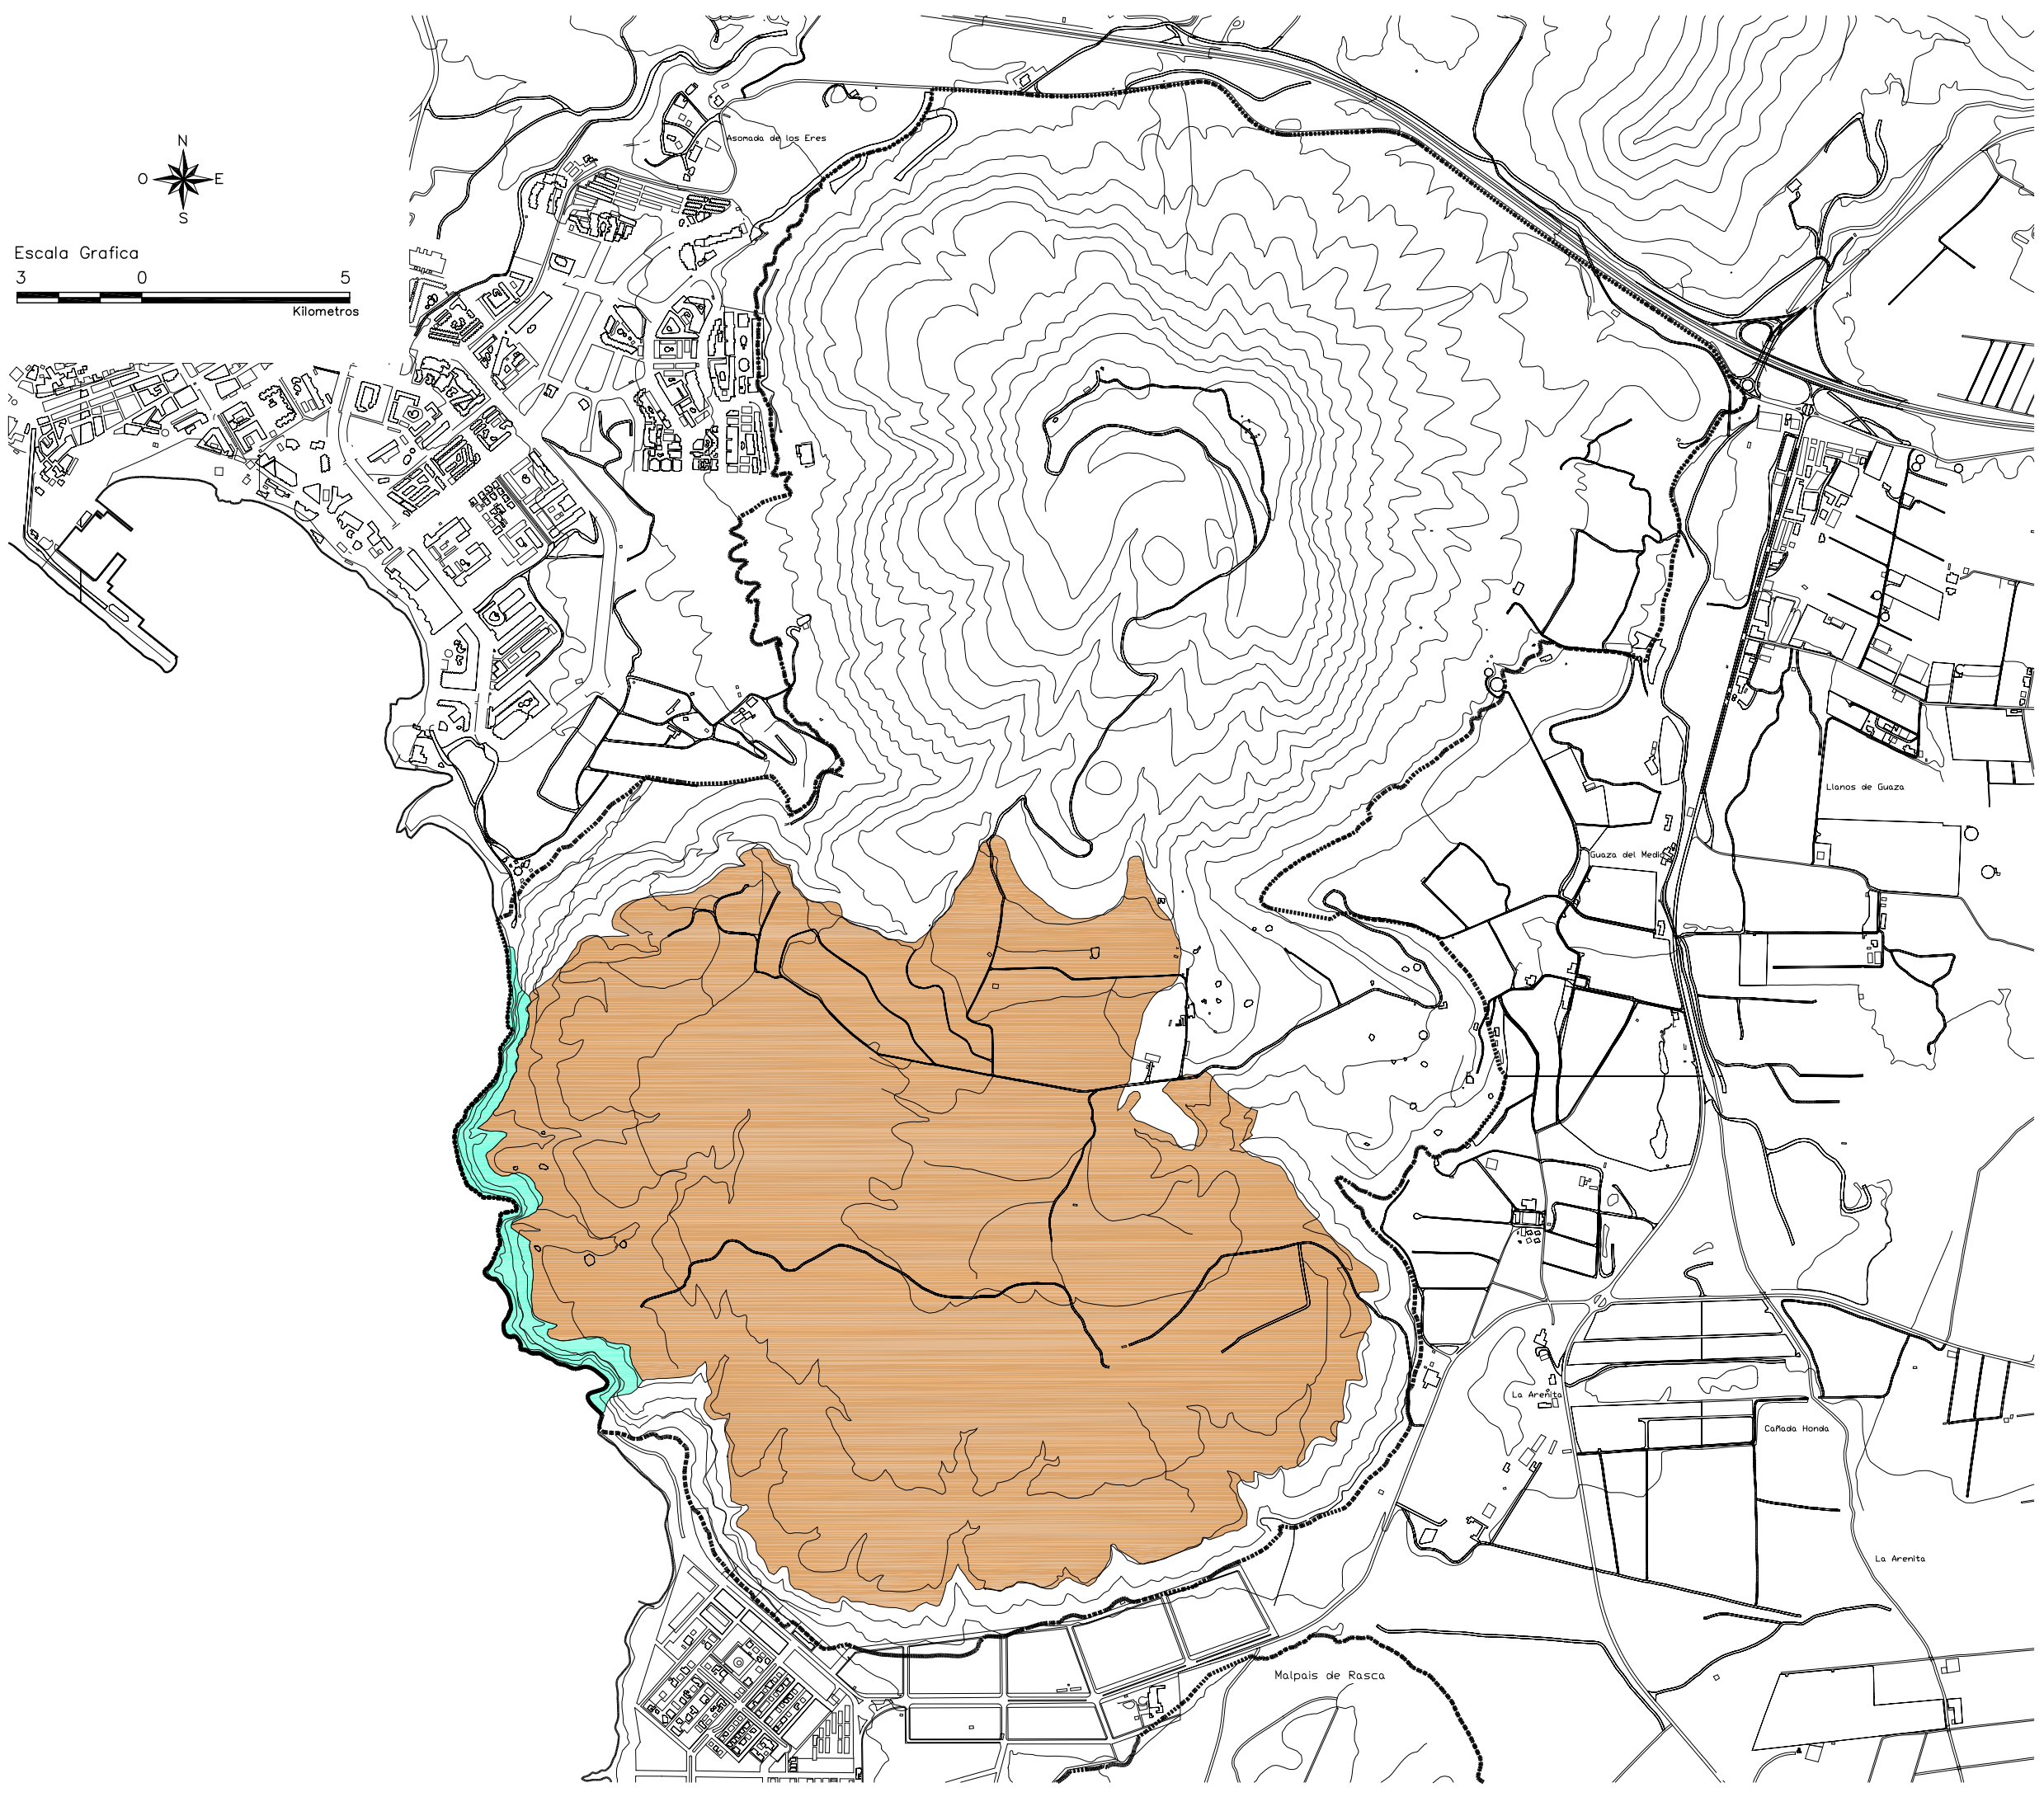 N
O E
S
Escala Grafica
3 0 5
Kilometros
Asomada de los Eres
Llanos de Guaza
Guaza del Medio
La Arenita
Cañada Honda
La Arenita
Malpais de Rasca